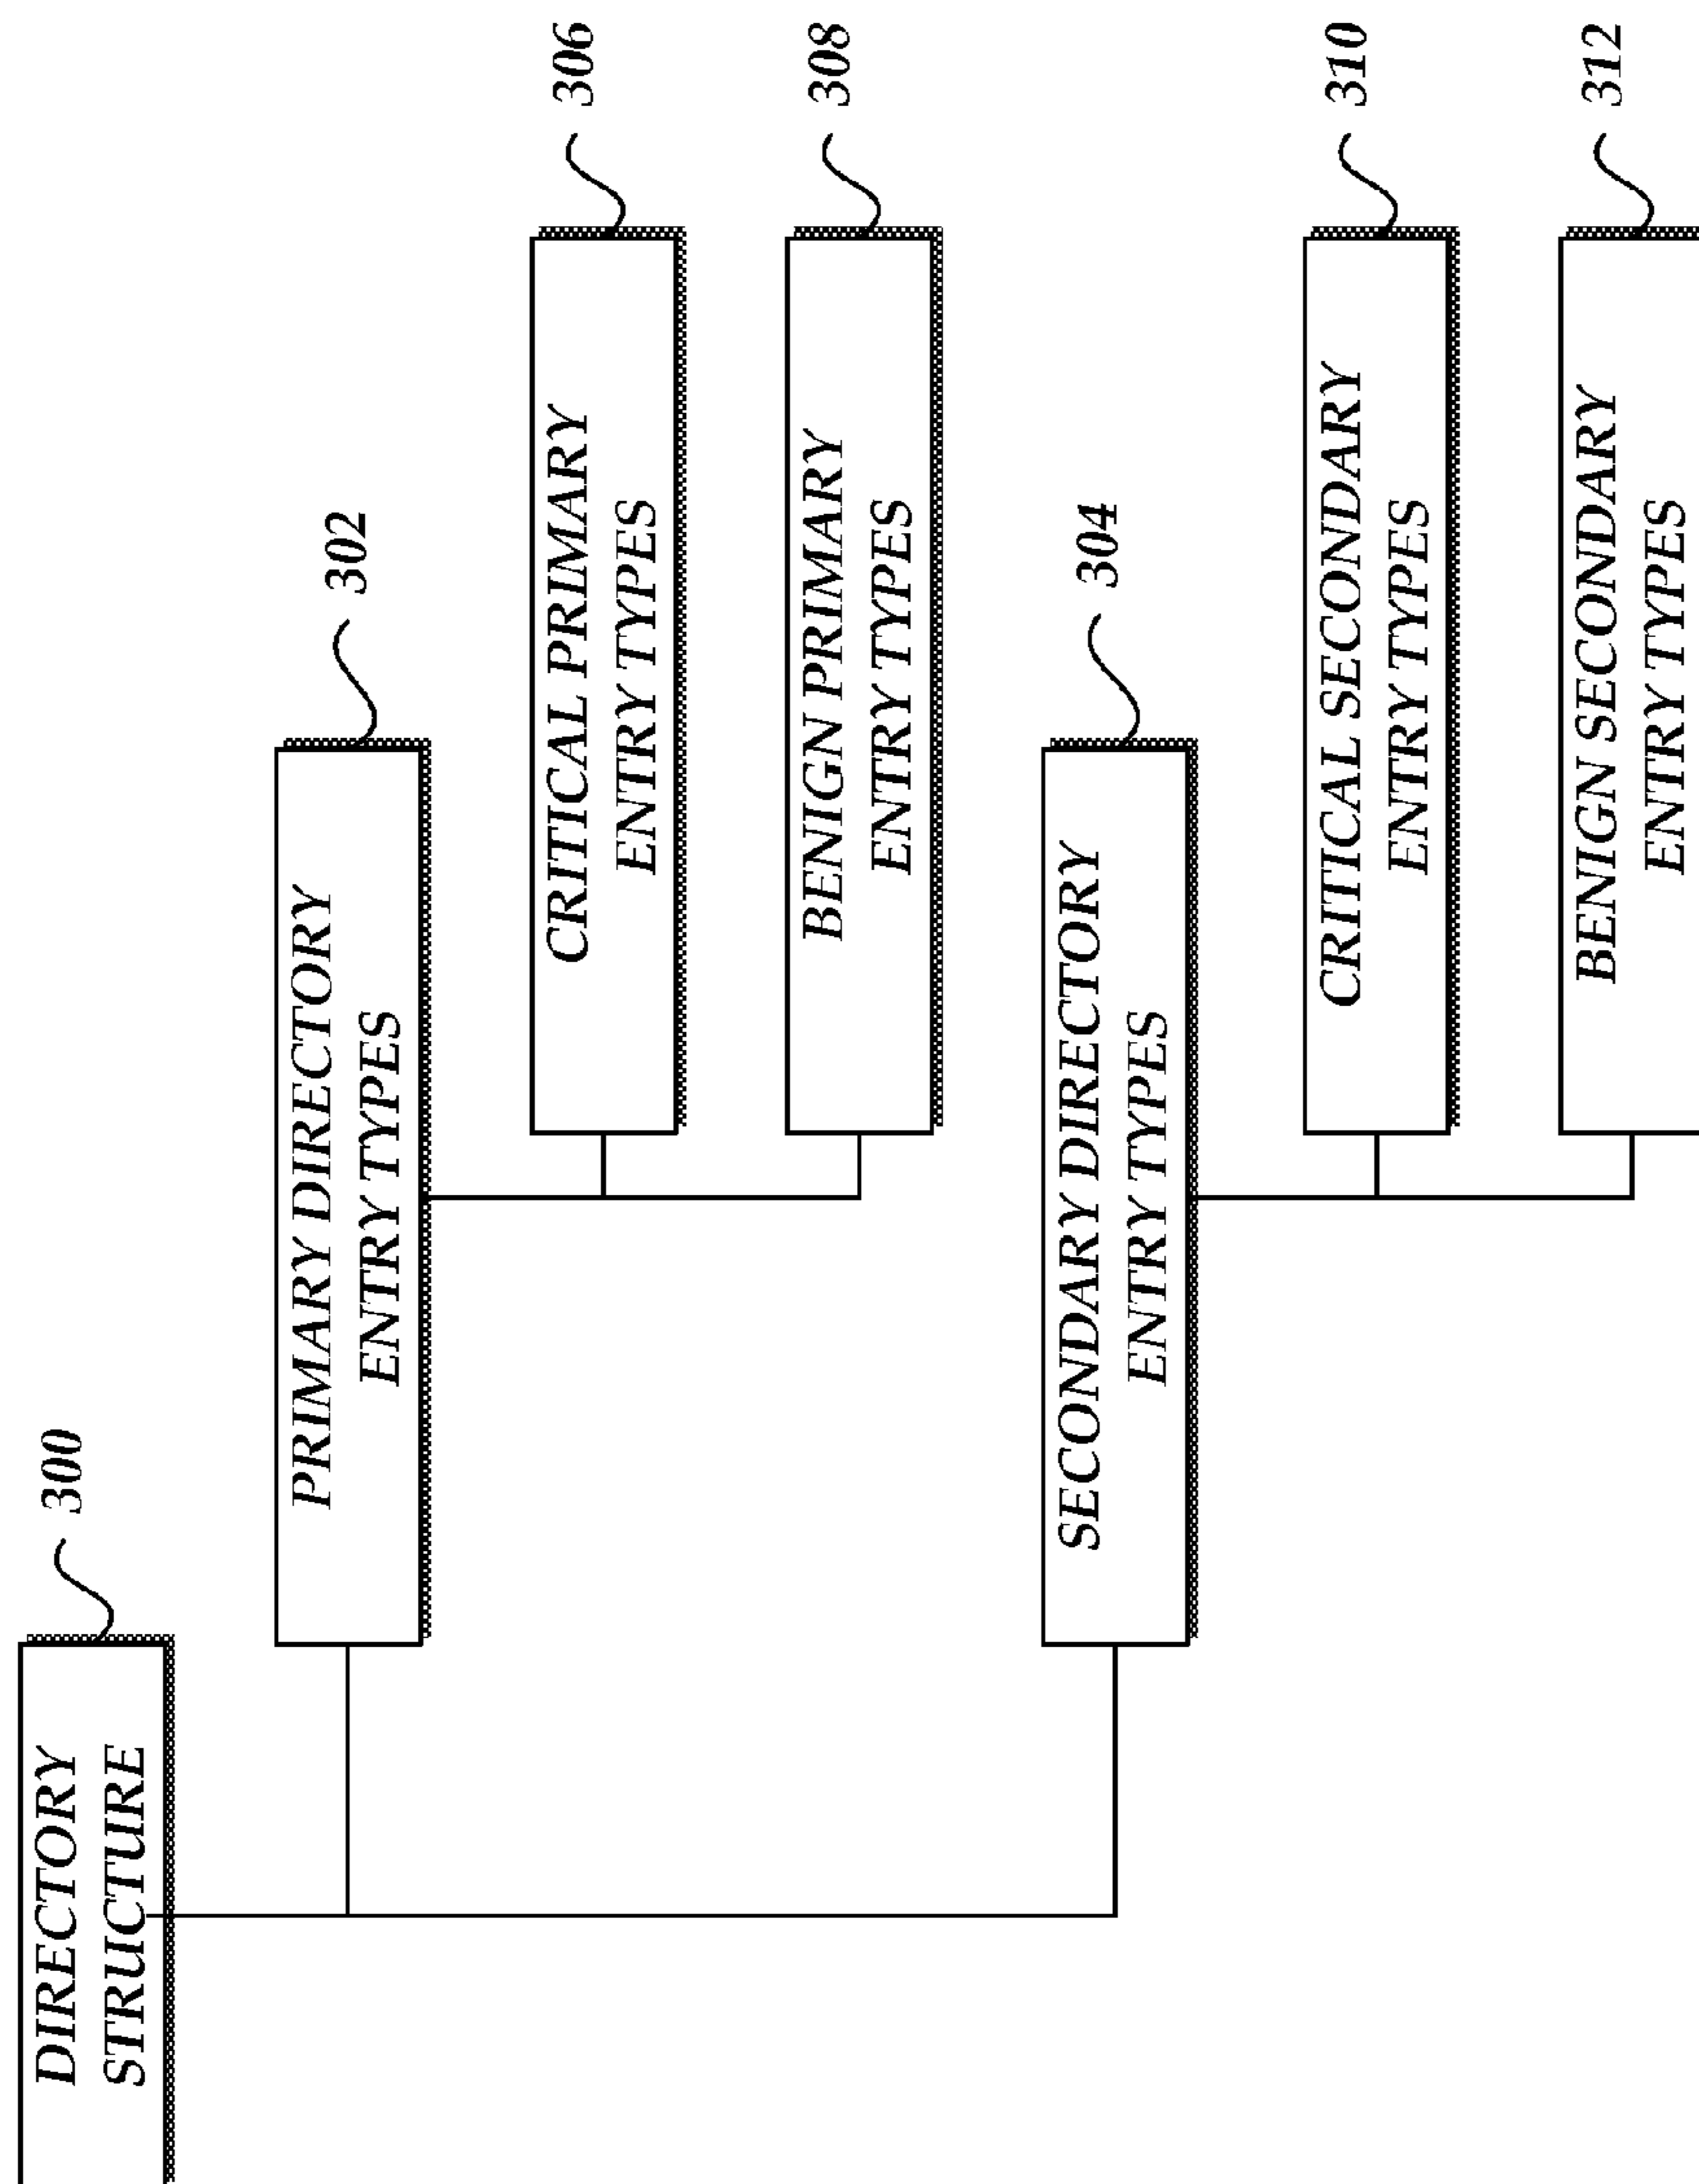 DIRECTORY
STRUCTURE
300
PRIMARY DIRECTORY
ENTRY TYPES
302
CRITICAL PRIMARY
ENTRY TYPES
306
BENIGN PRIMARY
ENTRY TYPES
308
SECONDARY DIRECTORY
ENTRY TYPES
304
CRITICAL SECONDARY
ENTRY TYPES
310
BENIGN SECONDARY
ENTRY TYPES
312